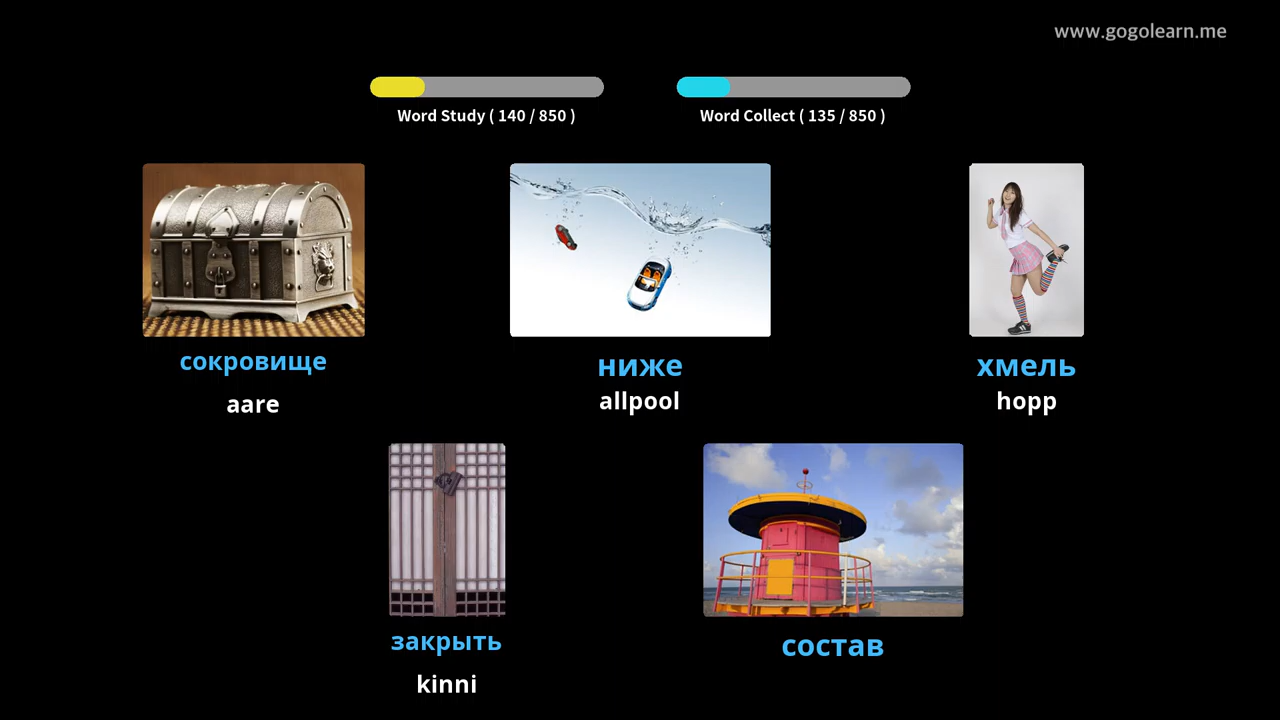 www.gogolearn.me
Word Study ( 140 / 850 )
Word Collect ( 135 / 850 )
сокровище
aare
ниже
allpool
хмель
hopp
закрыть
kinni
состав